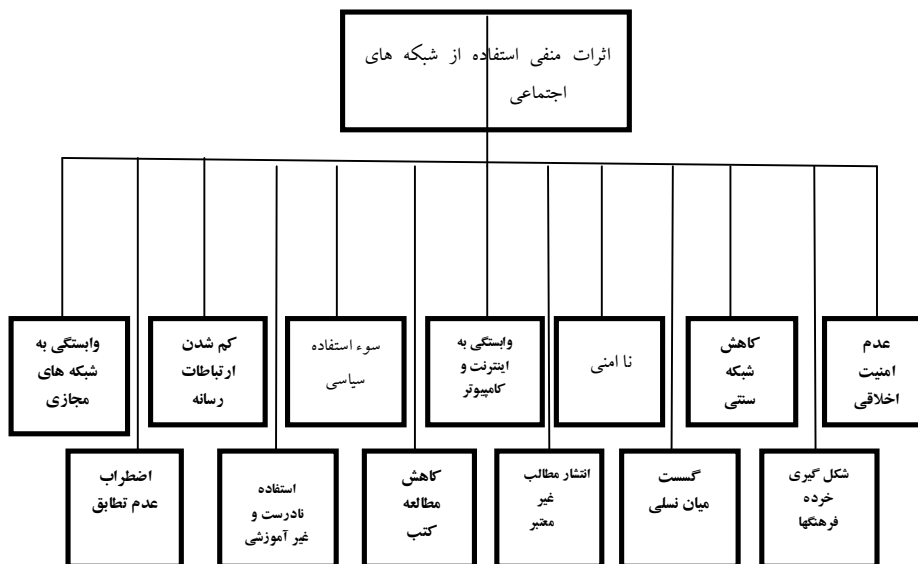 اثرات منفی استفاده از شبکه های
اجتماعی
عدم
امنیت
اخلاقی
کاهش
شبکه
سنتی
نا امنی
وابستگی به
اینترنت و
کامپیوتر
سوء استفاده
سیاسی
کم شدن
ارتباطات
رسانه
وابستگی به
شبکه های
مجازی
شکل گیری
خرده
فرهنگها
گسست
میان نسلی
انتشار مطالب
غیر
معتبر
کاهش
مطالعه
کتب
استفاده
نادرست و
غیر آموزشی
اضطراب
عدم تطابق